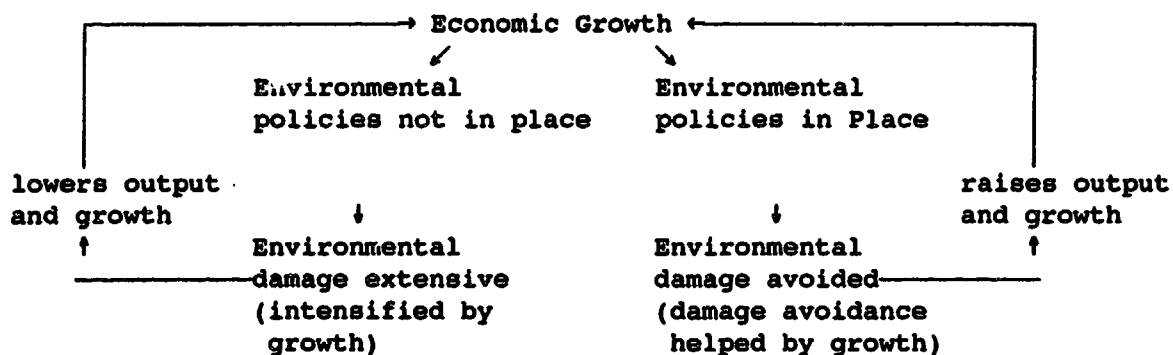 Economic Growth
Environmental
policies not in place
Environmental
policies in Place
lowers output
and growth
raises output
and growth
Environmental
damage extensive
(intensified by
growth)
Environmental
damage avoided
(damage avoidance
helped by growth)